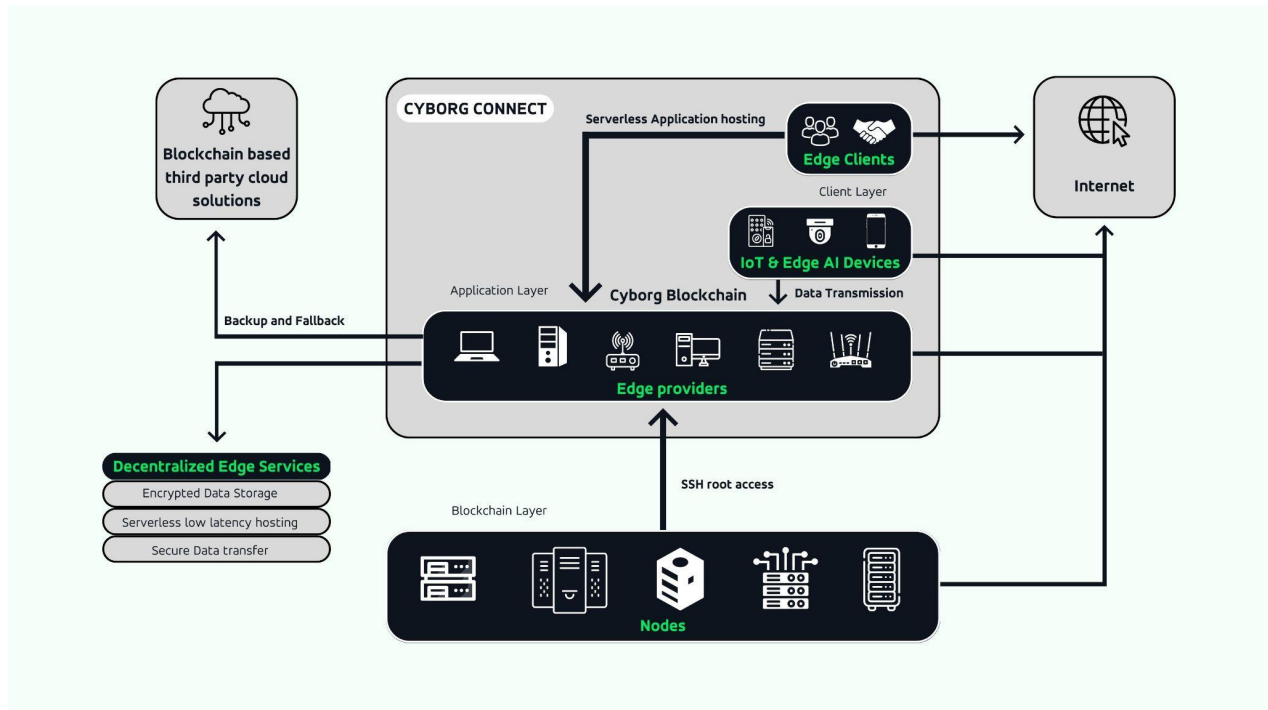 CYBORG CONNECT
Serverless Application hosting
Edge Clients
Client Layer
Internet
Blockchain based
third party cloud
solutions
IoT & Edge AI Devices
Application Layer
Cyborg Blockchain
Data Transmission
Backup and Fallback
Edge providers
Decentralized Edge Services
Encrypted Data Storage
Serverless low latency hosting
Secure Data transfer
SSH root access
Blockchain Layer
Nodes